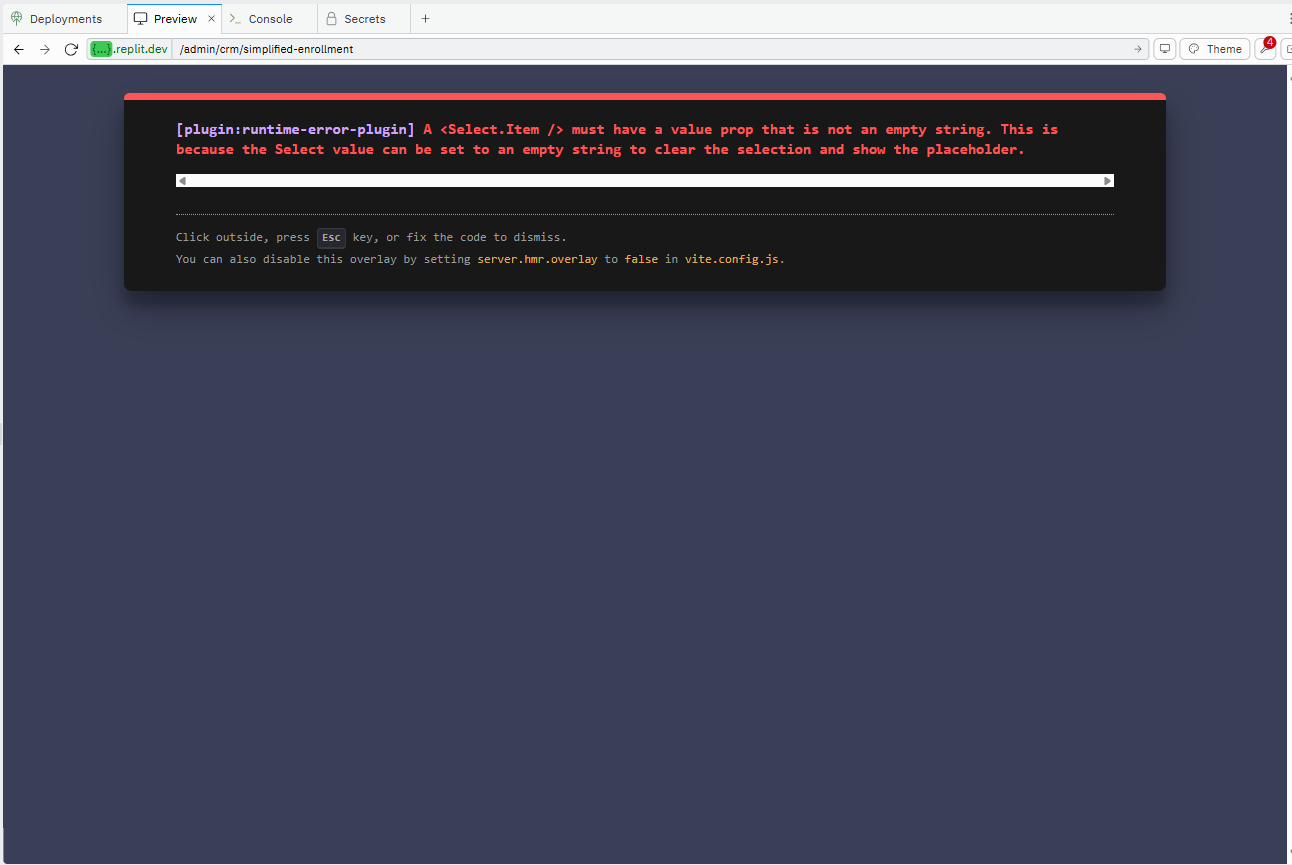 Deployments
Preview
Console
Secrets
{...}.replit.dev
/admin/crm/simplified-enrollment
Theme
4
[plugin:runtime-error-plugin] A <Select.Item /> must have a value prop that is not an empty string. This is
because the Select value can be set to an empty string to clear the selection and show the placeholder.
Click outside, press Esc key, or fix the code to dismiss.
You can also disable this overlay by setting server.hmr.overlay to false in vite.config.js.